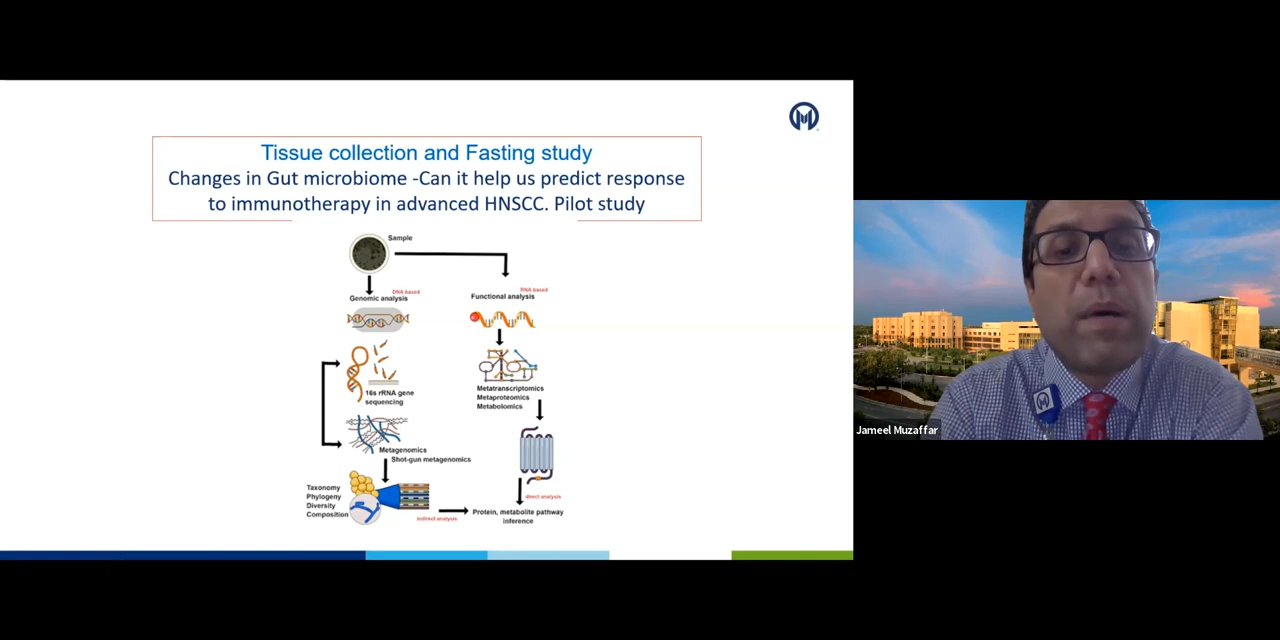 Tissue collection and Fasting study
Changes in Gut microbiome -Can it help us predict response
to immunotherapy in advanced HNSCC. Pilot study
Sample
DNA based
Genomic analysis
RNA based
Functional analysis
16s rRNA gene
sequencing
Metatranscriptomics
Metaproteomics
Metabolomics
Metagenomics
Shot-gun metagenomics
Taxonomy
Phylogeny
Diversity
Composition
indirect analysis
direct analysis
Protein, metabolite pathway
inference
Jameel Muzaffar